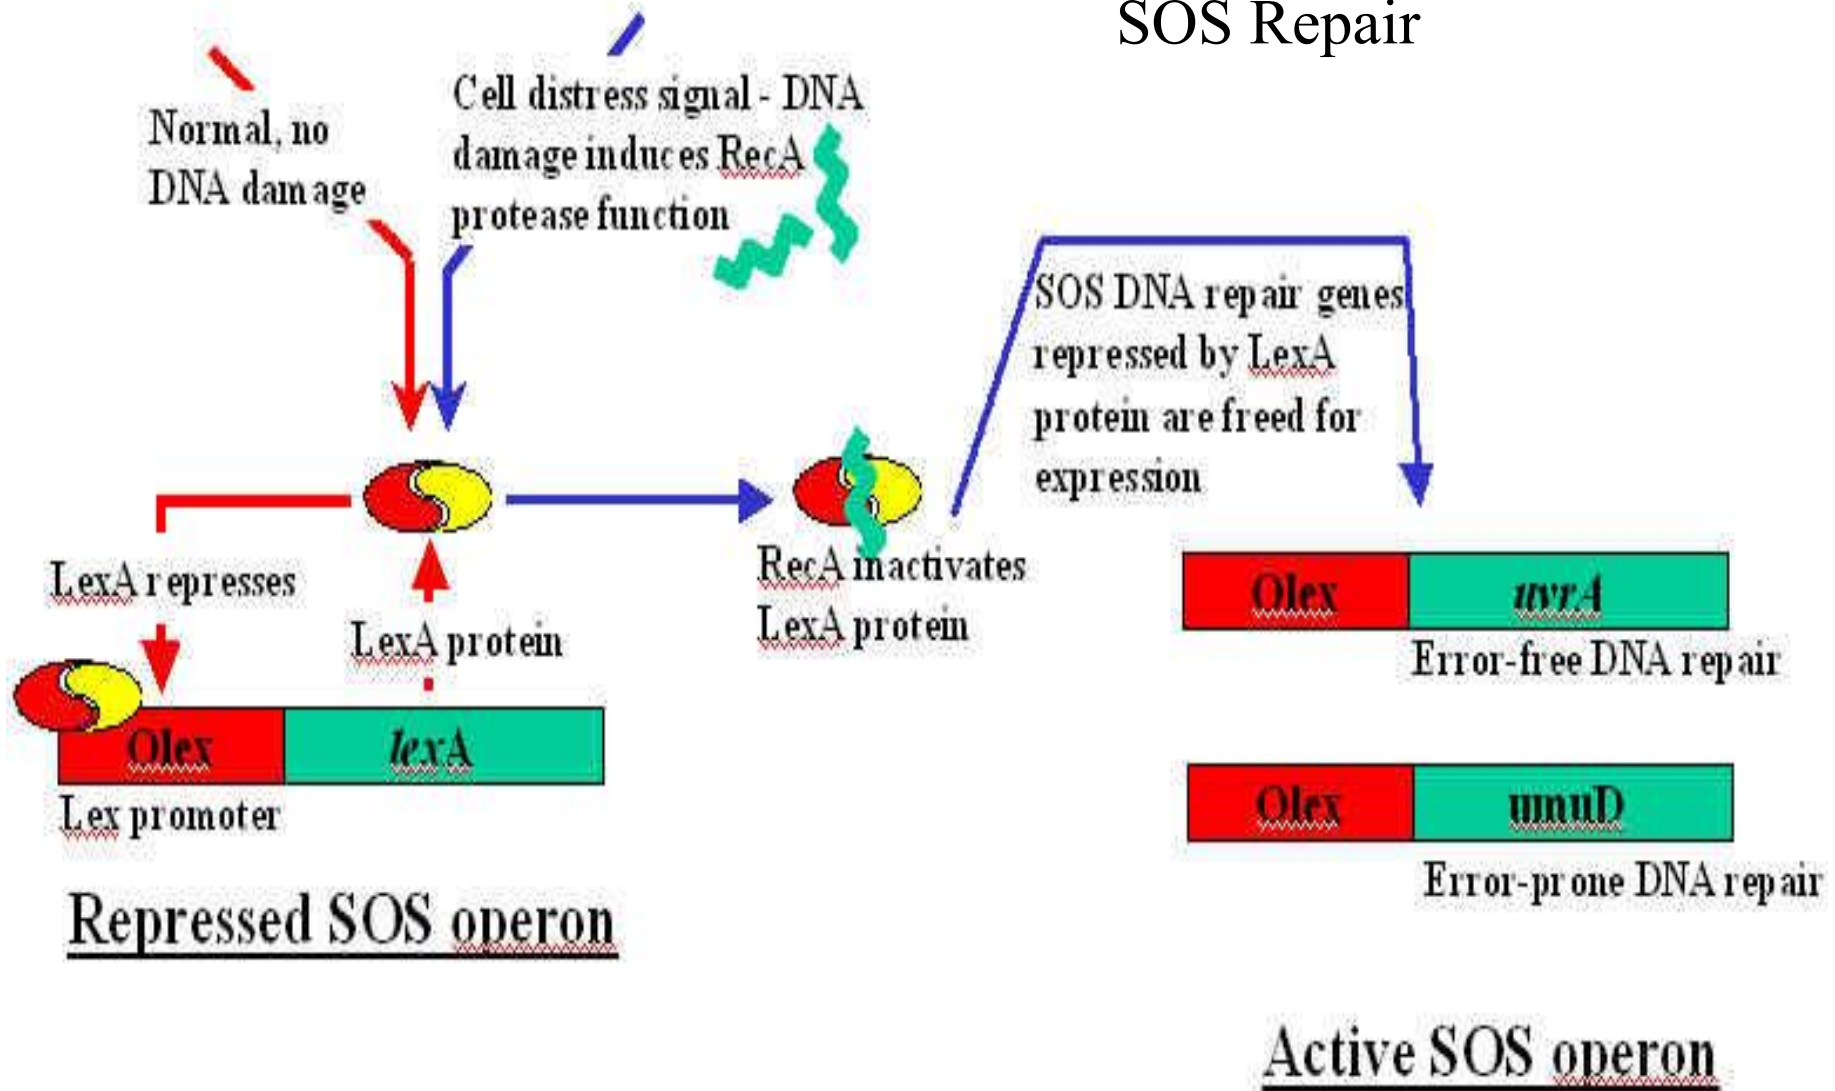 SOS Repair
Normal, no
DNA damage
Cell distress signal - DNA
damage induces RecA
protease function
SOS DNA repair genes
repressed by LexA
protein are freed for
expression
LexA represses
LexA protein
RecA inactivates
LexA protein
Olex lexA
Lex promoter
Repressed SOS operon
Olex uvrA
Error-free DNA repair
Olex umuD
Error-prone DNA repair
Active SOS operon